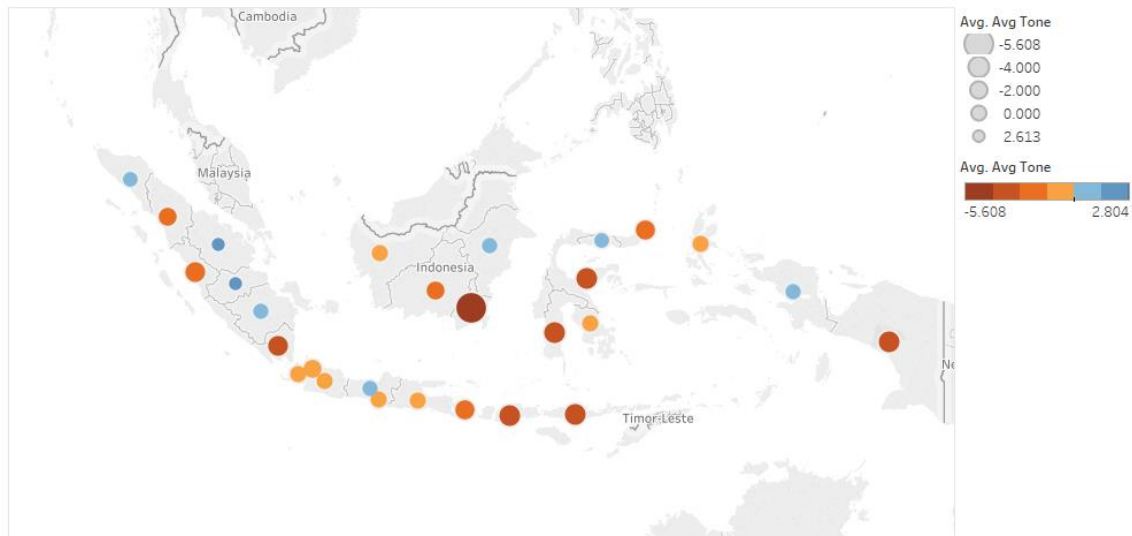 Cambodia
Malaysia
Indonesia
Timor-Leste
Ne
Avg. Avg Tone
-5.608
-4.000
-2.000
0.000
2.613
Avg. Avg Tone
-5.608 2.804